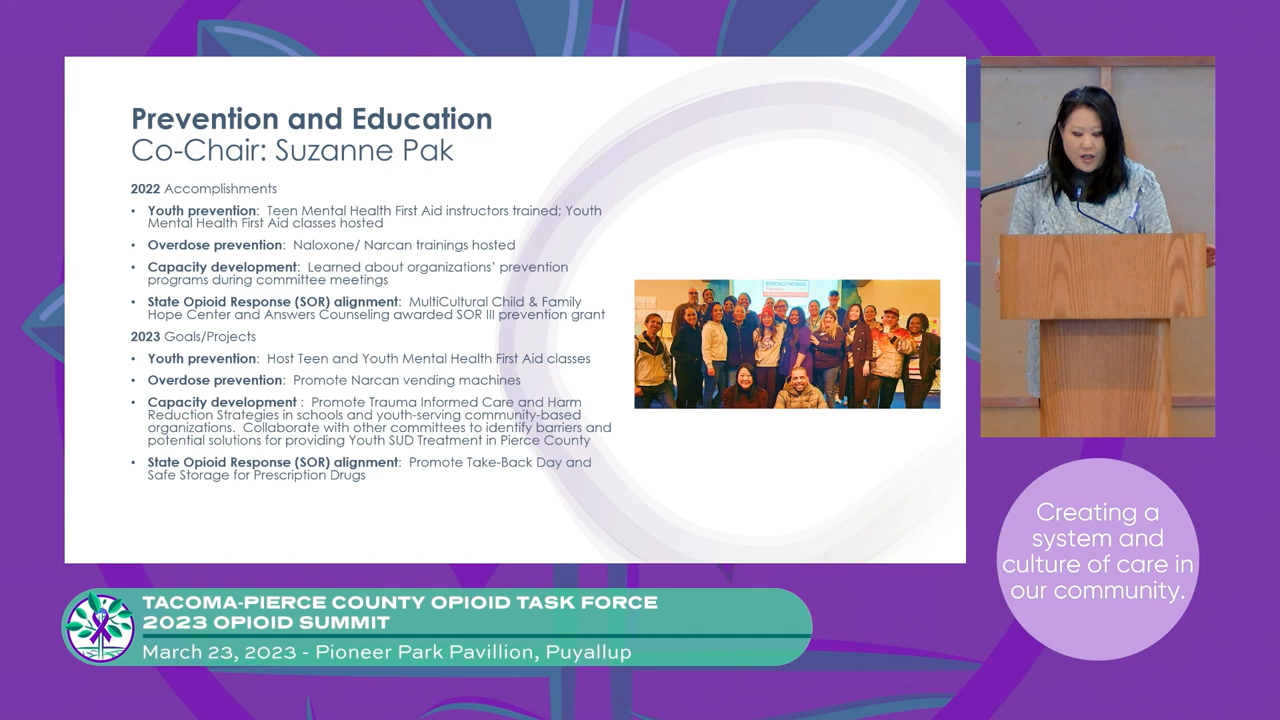 Prevention and Education
Co-Chair: Suzanne Pak
2022 Accomplishments
• Youth prevention: Teen Mental Health First Aid instructors trained; Youth
Mental Health First Aid classes hosted
• Overdose prevention: Naloxone/ Narcan trainings hosted
• Capacity development: Learned about organizations' prevention
programs during committee meetings
• State Opioid Response (SOR) alignment: MultiCultural Child & Family
Hope Center and Answers Counseling awarded SOR III prevention grant
2023 Goals/Projects
• Youth prevention: Host Teen and Youth Mental Health First Aid classes
• Overdose prevention: Promote Narcan vending machines
• Capacity development : Promote Trauma Informed Care and Harm
Reduction Strategies in schools and youth-serving community-based
organizations. Collaborate with other committees to identify barriers and
potential solutions for providing Youth SUD Treatment in Pierce County
• State Opioid Response (SOR) alignment: Promote Take-Back Day and
Safe Storage for Prescription Drugs
STRENGTHENING
Creating a
system and
culture of care in
our community.
TACOMA-PIERCE COUNTY OPIOID TASK FORCE
2023 OPIOID SUMMIT
March 23, 2023 - Pioneer Park Pavillion, Puyallup